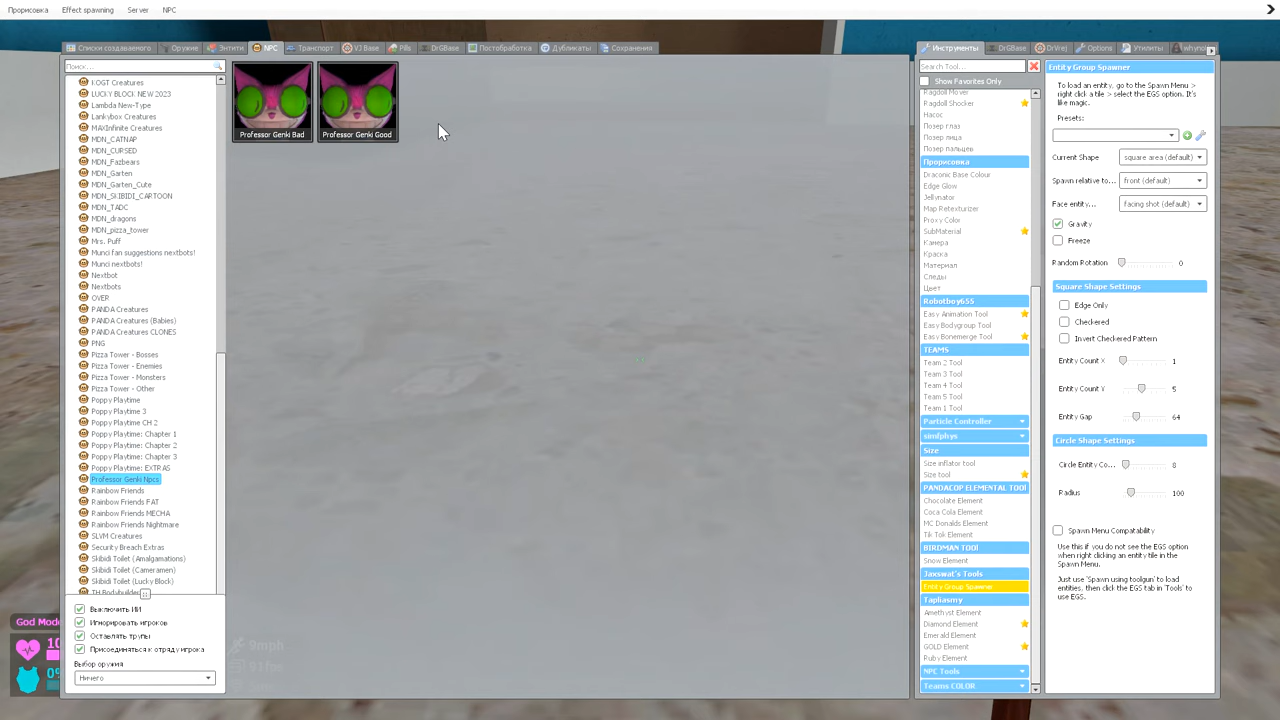 Прорисовка Effect spawning Server NPC
Списки создаваемого Оружие Энтити NPC Транспорт VJ Base Pills DrGBase Постобработка Дубликаты Сохранения
Поиск...
KOGT Creatures
LUCKY BLOCK NEW 2023
Lambda New-Type
Lankybox Creatures
MAXInfinite Creatures
MDN_CATNAP
MDN_CURSED
MDN_Fazbears
MDN_Garten
MDN_Garten_Cute
MDN_SKIBIDI_CARTOON
MDN_TADC
MDN_dragons
MDN_pizza_tower
Mrs. Puff
Munci fan suggestions nextbots!
Munci nextbots!
Nextbot
Nextbots
OVER
PANDA Creatures
PANDA Creatures (Babies)
PANDA Creatures CLONES
PNG
Pizza Tower - Bosses
Pizza Tower - Enemies
Pizza Tower - Monsters
Pizza Tower - Other
Poppy Playtime
Poppy Playtime 3
Poppy Playtime CH 2
Poppy Playtime: Chapter 1
Poppy Playtime: Chapter 2
Poppy Playtime: Chapter 3
Poppy Playtime: EXTRAS
Professor Genki Npcs
Rainbow Friends
Rainbow Friends FAT
Rainbow Friends MECHA
Rainbow Friends Nightmare
SLVM Creatures
Security Breach Extras
Skibidi Toilet (Amalgamations)
Skibidi Toilet (Cameramen)
Skibidi Toilet (Lucky Block)
TH Bodybuilder
Выключить ИИ
Игнорировать игроков
Оставлять трупы
Присоединяться к отряду игрока
Выбор оружия
Ничего
Professor Genki Bad Professor Genki Good
God Mode
10
0%
9mph
91fps
Инструменты DrGBase DrVrej Options Утилиты whyno
Search Tool...
Show Favorites Only
Ragdoll Mover
Ragdoll Shocker
Насос
Позер глаз
Позер лица
Позер пальцев
Прорисовка
Draconic Base Colour
Edge Glow
Jellynator
Map Retexturizer
Proxy Color
SubMaterial
Камера
Краска
Материал
Следы
Цвет
Robotboy655
Easy Animation Tool
Easy Bodygroup Tool
Easy Bonemerge Tool
TEAMS
Team 2 Tool
Team 3 Tool
Team 4 Tool
Team 5 Tool
Team 1 Tool
Particle Controller
simfphys
Size
Size inflator tool
Size tool
PANDACOP ELEMENTAL TOOl
Chocolate Element
Coca Cola Element
MC Donalds Element
Tik Tok Element
BIRDMAN TOOl
Snow Element
Jaxswat's Tools
Entity Group Spawner
Tapliasmy
Amethyst Element
Diamond Element
Emerald Element
GOLD Element
Ruby Element
NPC Tools
Teams COLOR
Entity Group Spawner
To load an entity, go to the Spawn Menu >
right click a tile > select the EGS option. It's
like magic.
Presets:
Current Shape square area (default)
Spawn relative to... front (default)
Face entity... facing shot (default)
Gravity
Freeze
Random Rotation 0
Square Shape Settings
Edge Only
Checkered
Invert Checkered Pattern
Entity Count X 1
Entity Count Y 5
Entity Gap 64
Circle Shape Settings
Circle Entity Co... 8
Radius 100
Spawn Menu Compatability
Use this if you do not see the EGS option
when right clicking an entity tile in the
Spawn Menu.
Just use 'Spawn using toolgun' to load
entities, then click the EGS tab in 'Tools' to
use EGS.